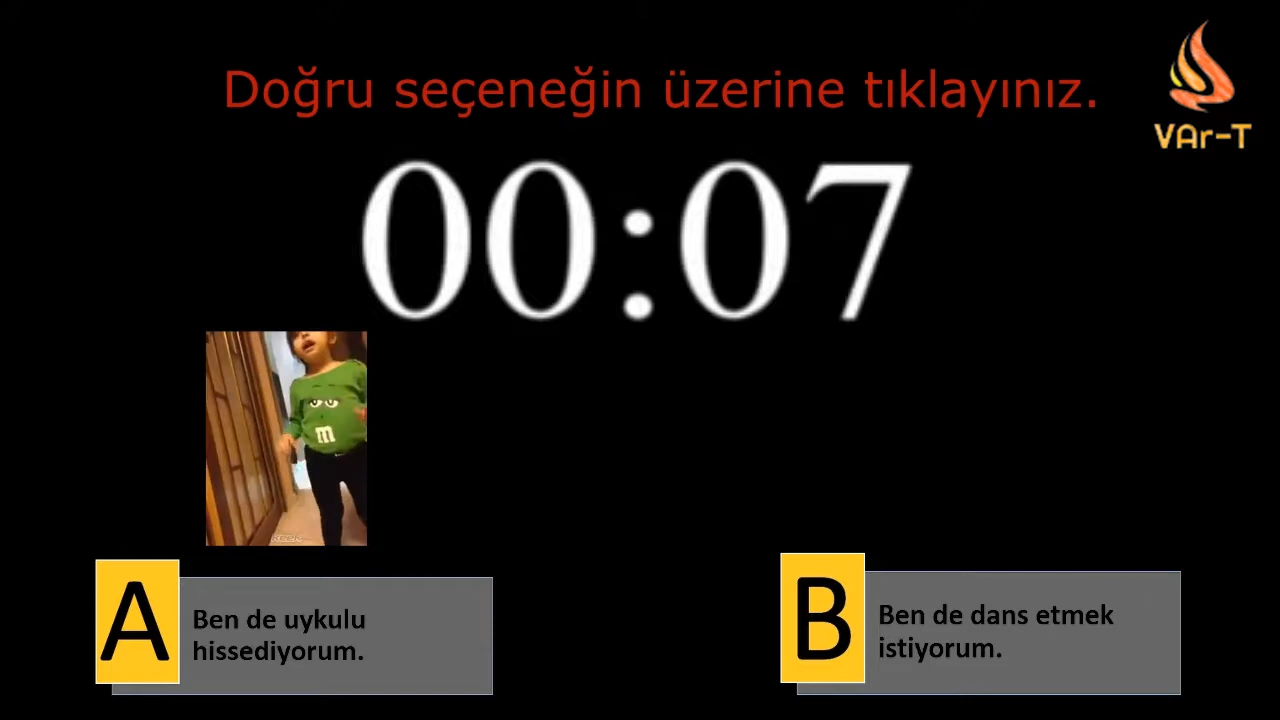 Doğru seçeneğin üzerine tıklayınız.
VAr-T
00:07
m
A
Ben de uykulu
hissediyorum.
B
Ben de dans etmek
istiyorum.